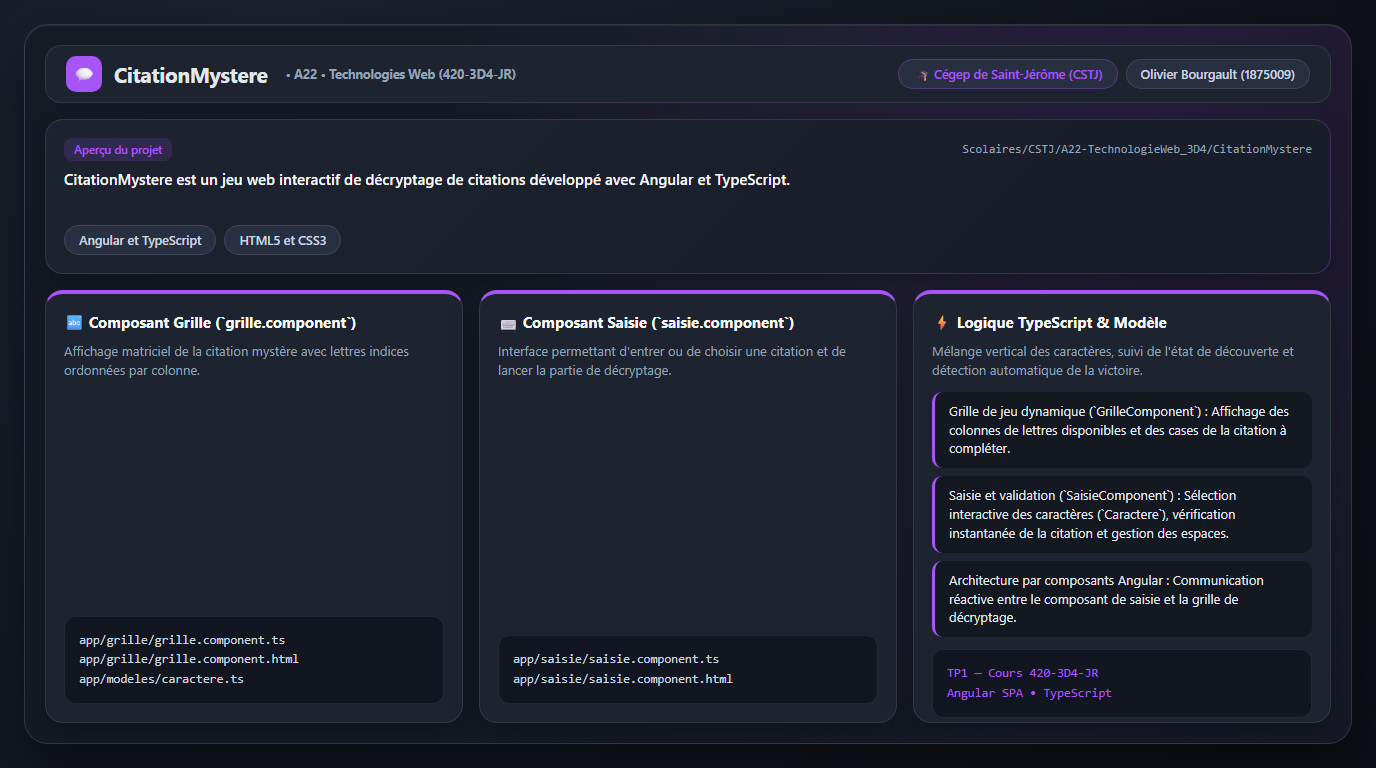 CitationMystere
• A22 • Technologies Web (420-3D4-JR)
Cégep de Saint-Jérôme (CSTJ)
Olivier Bourgault (1875009)
Aperçu du projet
Scolaires/CSTJ/A22-TechnologieWeb_3D4/CitationMystere
CitationMystere est un jeu web interactif de décryptage de citations développé avec Angular et TypeScript.
Angular et TypeScript
HTML5 et CSS3
abc
Composant Grille (`grille.component`)
Affichage matriciel de la citation mystère avec lettres indices
ordonnées par colonne.
app/grille/grille.component.ts
app/grille/grille.component.html
app/modeles/caractere.ts
Composant Saisie (`saisie.component`)
Interface permettant d'entrer ou de choisir une citation et de
lancer la partie de décryptage.
app/saisie/saisie.component.ts
app/saisie/saisie.component.html
Logique TypeScript & Modèle
Mélange vertical des caractères, suivi de l'état de découverte et
détection automatique de la victoire.
Grille de jeu dynamique (`GrilleComponent`) : Affichage des
colonnes de lettres disponibles et des cases de la citation à
compléter.
Saisie et validation (`SaisieComponent`) : Sélection
interactive des caractères (`Caractere`), vérification
instantanée de la citation et gestion des espaces.
Architecture par composants Angular : Communication
réactive entre le composant de saisie et la grille de
décryptage.
TP1 — Cours 420-3D4-JR
Angular SPA • TypeScript